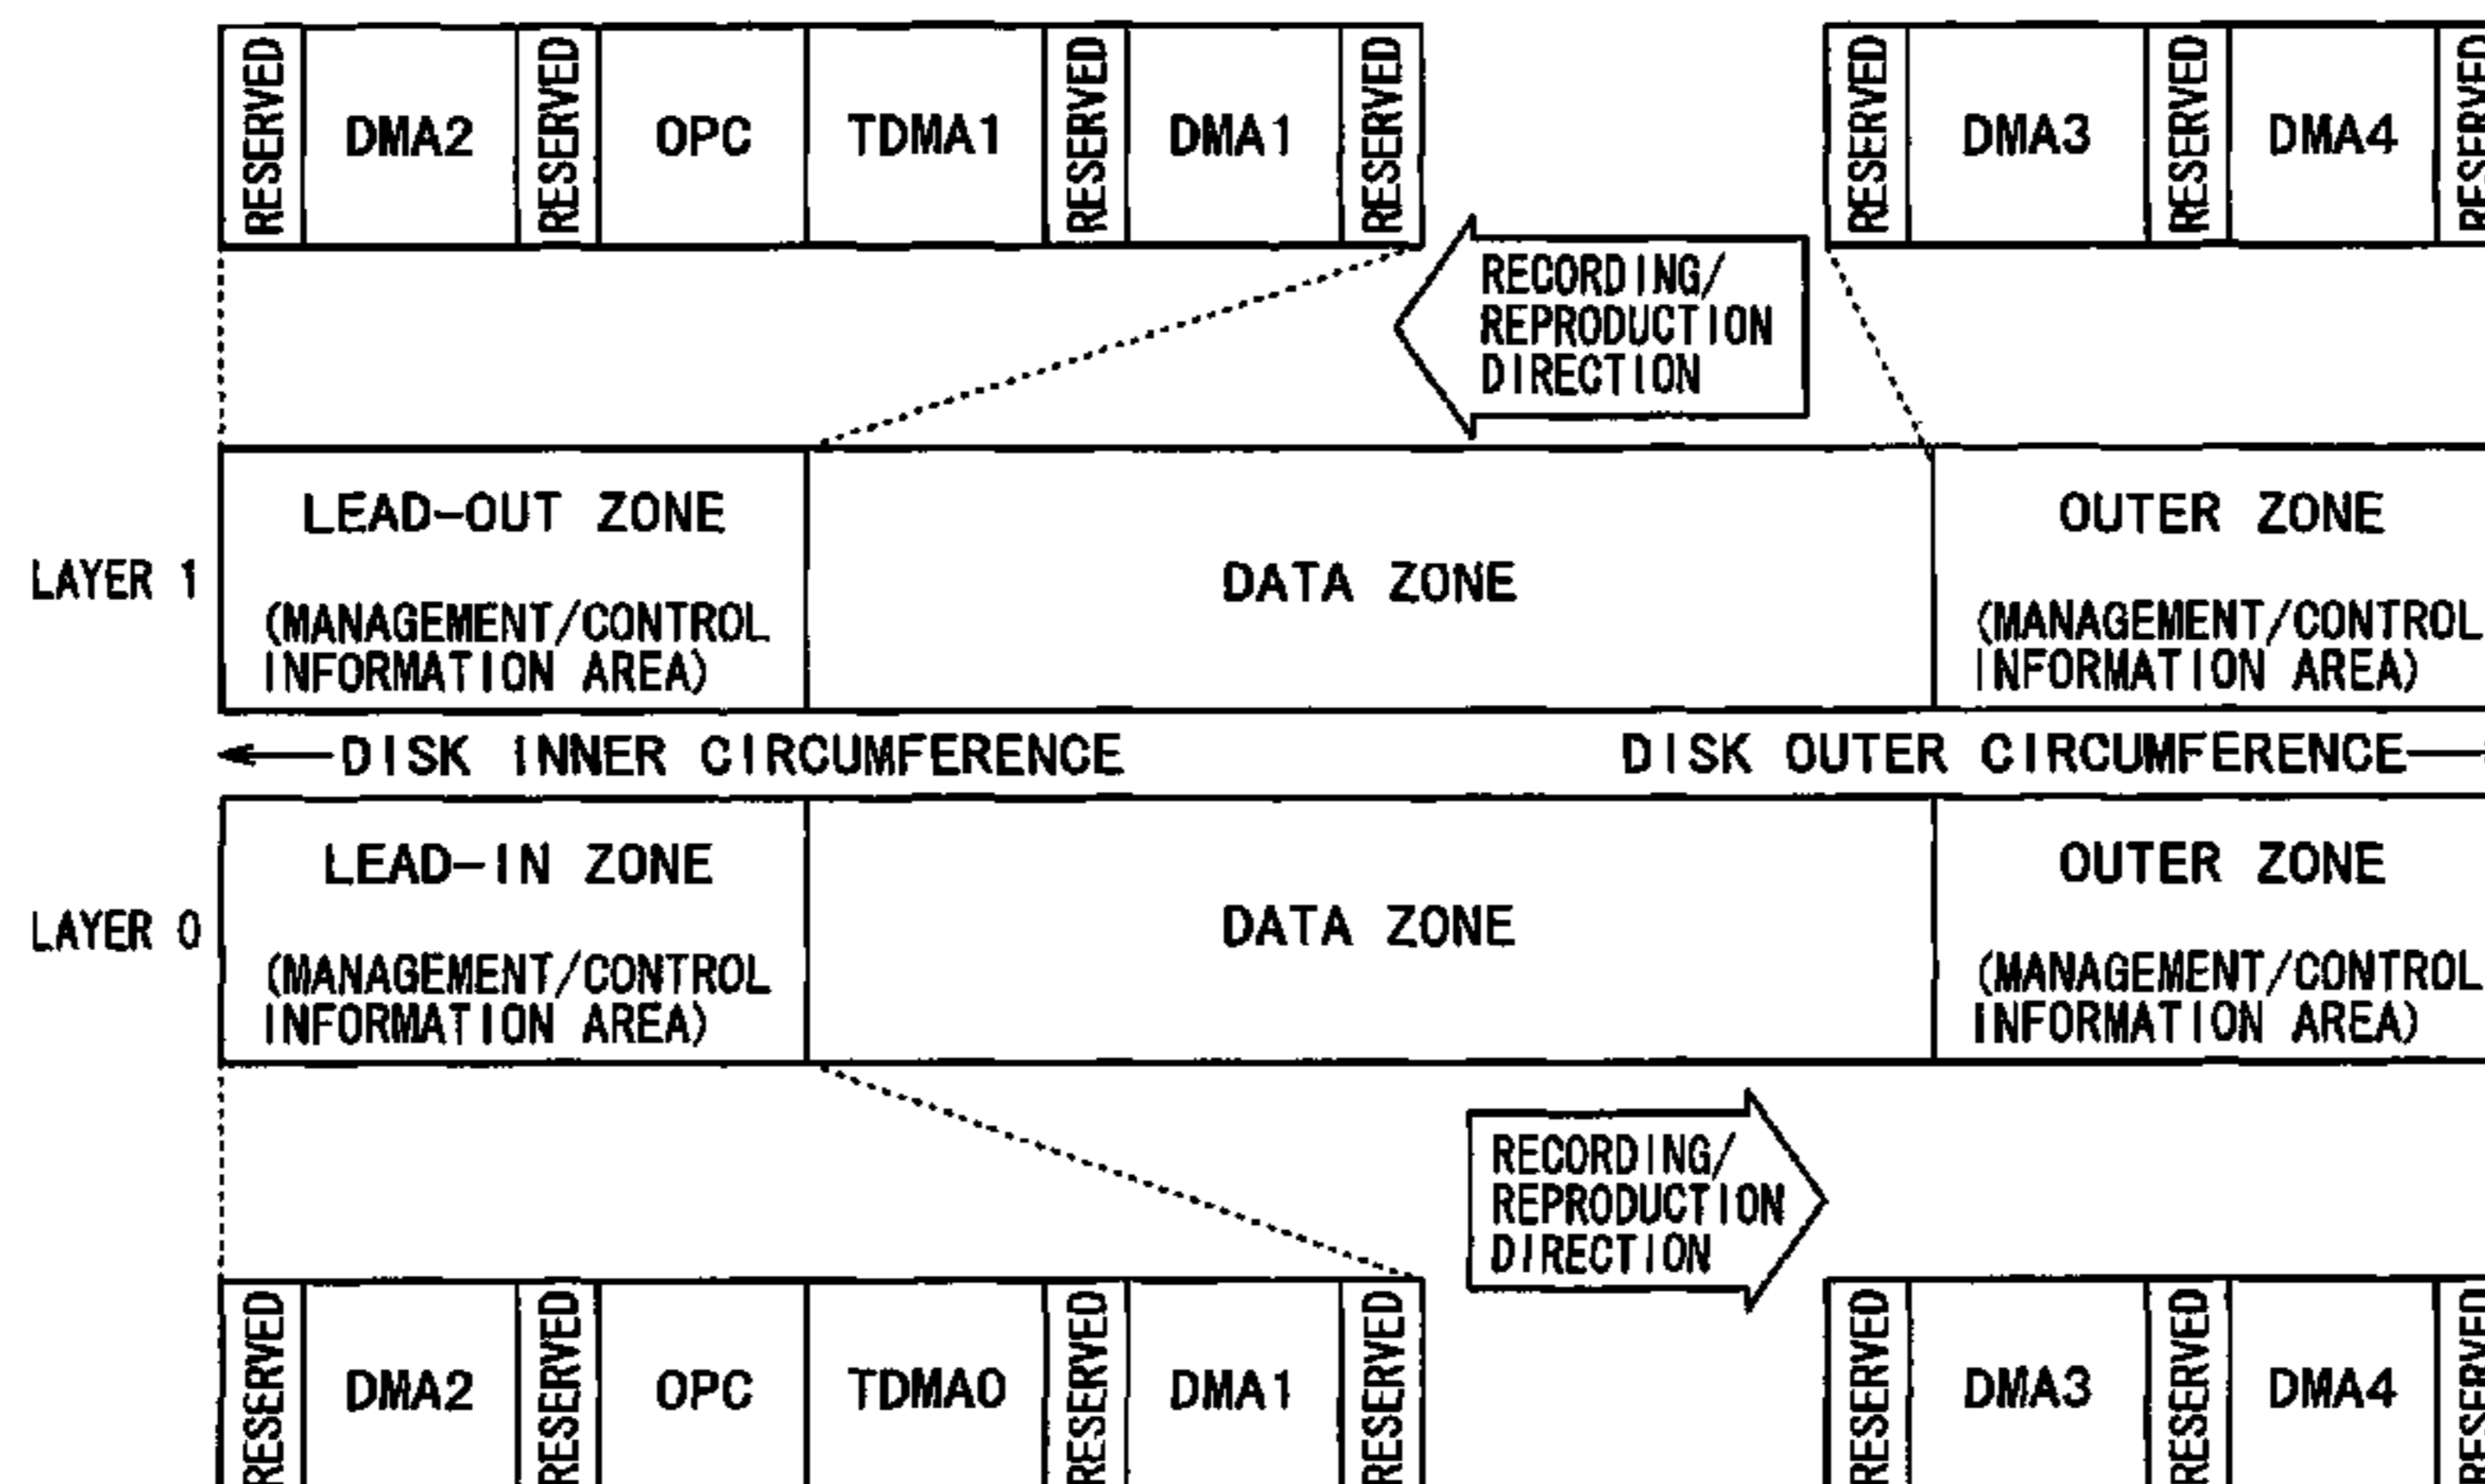 RESERVED DMA2 RESERVED OPC TDMA1 RESERVED DMA1 RESERVED RESERVED DMA3 RESERVED DMA4 RESERVED
RECORDING/
REPRODUCTION
DIRECTION
LEAD-OUT ZONE
OUTER ZONE
LAYER 1
DATA ZONE
(MANAGEMENT/CONTROL
INFORMATION AREA)
(MANAGEMENT/CONTROL
INFORMATION AREA)
DISK INNER CIRCUMFERENCE
DISK OUTER CIRCUMFERENCE
LEAD-IN ZONE
OUTER ZONE
LAYER 0
DATA ZONE
(MANAGEMENT/CONTROL
INFORMATION AREA)
(MANAGEMENT/CONTROL
INFORMATION AREA)
RECORDING/
REPRODUCTION
DIRECTION
RESERVED DMA2 RESERVED OPC TDMA0 RESERVED DMA1 RESERVED RESERVED DMA3 RESERVED DMA4 RESERVED